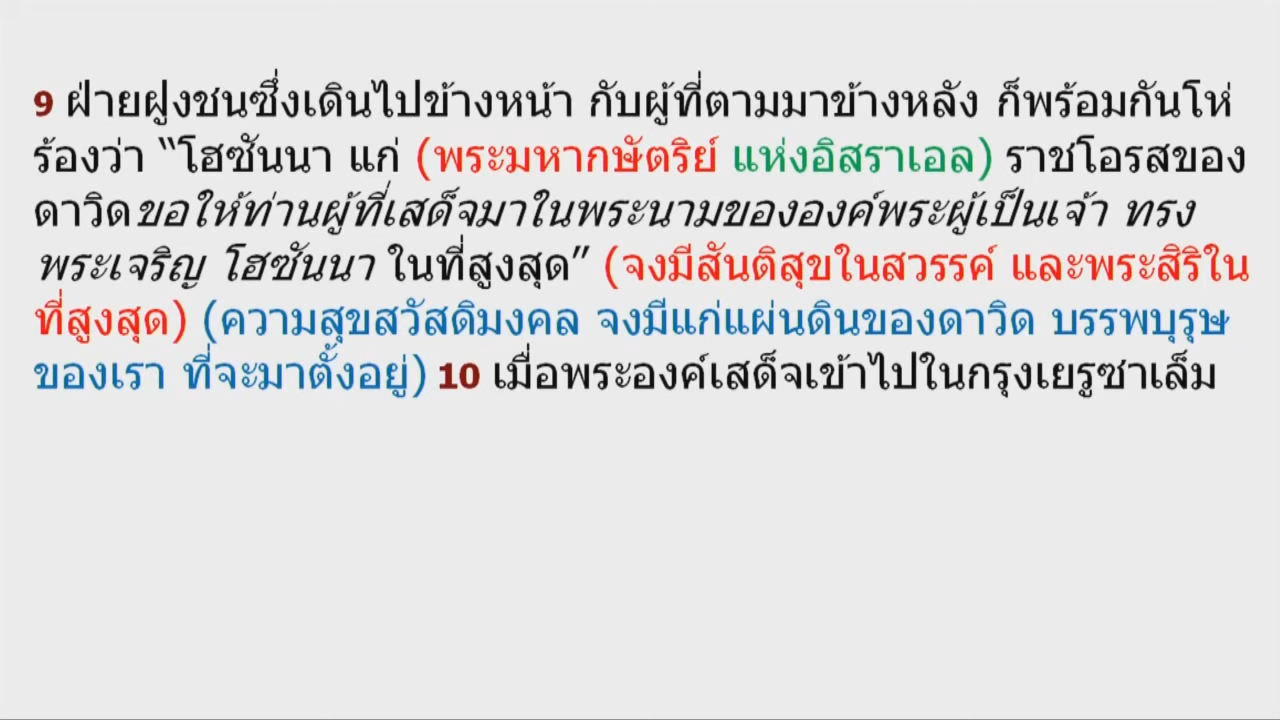 9 ฝ่ายฝูงชนซึ่งเดินไปข้างหน้า กับผู้ที่ตามมาข้างหลัง ก็พร้อมกันโห่
ร้องว่า “โฮซันนา แก่ (พระมหากษัตริย์ แห่งอิสราเอล) ราชโอรสของ
ดาวิดขอให้ท่านผู้ที่เสด็จมาในพระนามขององค์พระผู้เป็นเจ้า ทรง
พระเจริญ โฮซันนา ในที่สูงสุด” (จงมีสันติสุขในสวรรค์ และพระสิริใน
ที่สูงสุด) (ความสุขสวัสดิมงคล จงมีแก่แผ่นดินของดาวิด บรรพบุรุษ
ของเรา ที่จะมาตั้งอยู่) 10 เมื่อพระองค์เสด็จเข้าไปในกรุงเยรูซาเล็ม